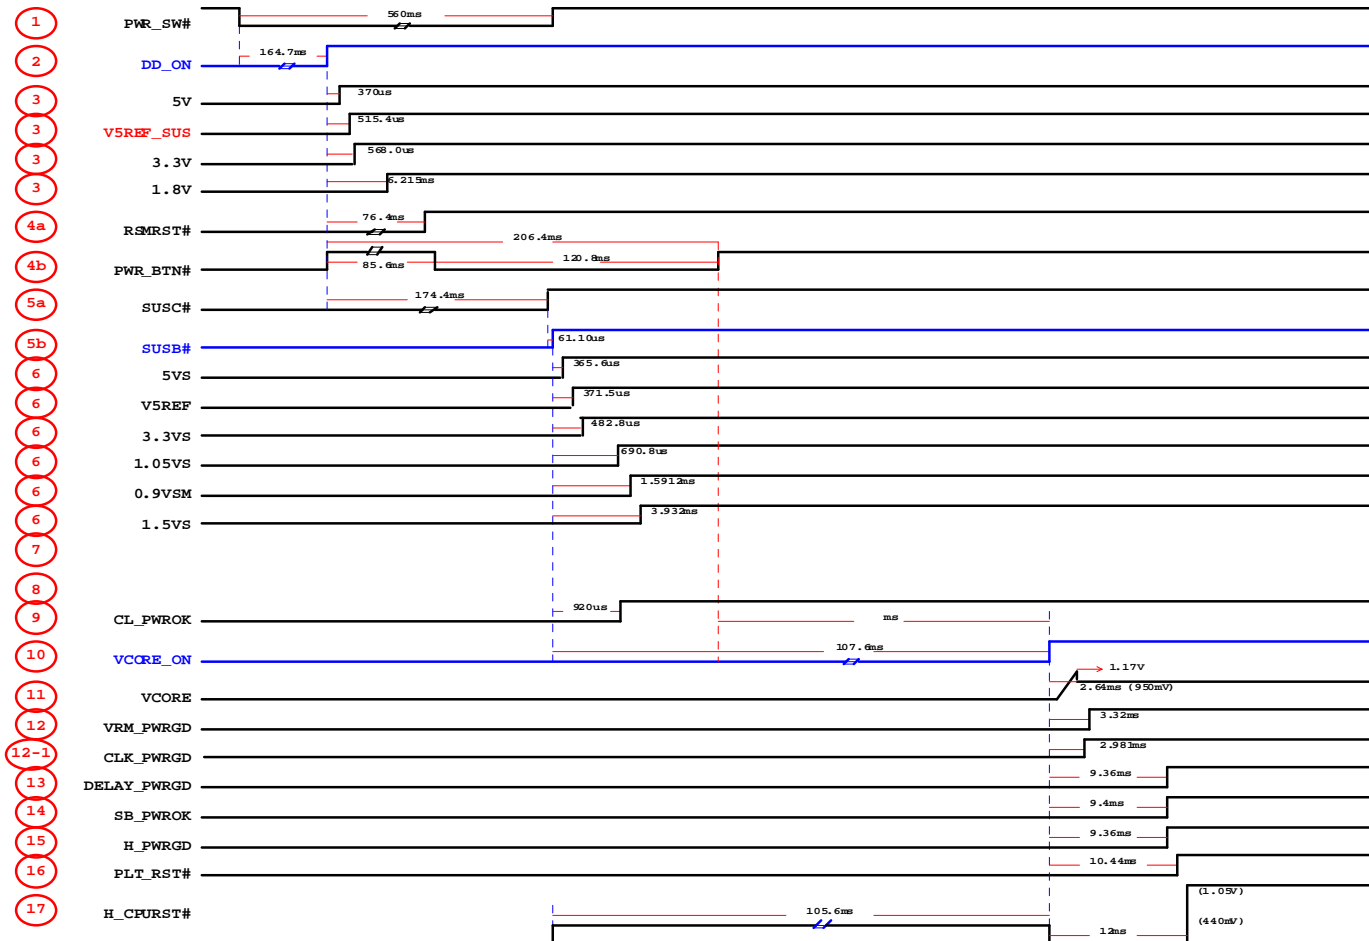 1 PWR_SW# 560ms
2 DD_ON 164.7ms
3 5V 370us
3 V5REF_SUS 515.4us
3 3.3V 568.0us
3 1.8V 6.215ms
4a RSMRST# 76.4ms
206.4ms
4b PWR_BTN# 85.6ms 120.8ms
5a SUSC# 174.4ms
5b SUSB# 61.10us
6 5VS 365.6us
6 V5REF 371.5us
6 3.3VS 482.8us
6 1.05VS 690.8us
6 0.9VSM 1.5912ms
6 1.5VS 3.932ms
7
8
9 CL_PWROK 920us ms
10 VCORE_ON 107.6ms
1.17V
11 VCORE 2.64ms (950mV)
12 VRM_PWRGD 3.32ms
12-1 CLK_PWRGD 2.981ms
13 DELAY_PWRGD 9.36ms
14 SB_PWROK 9.4ms
15 H_PWRGD 9.36ms
16 PLT_RST# 10.44ms
(1.05V)
17 H_CPURST# 105.6ms
(440mV)
12ms